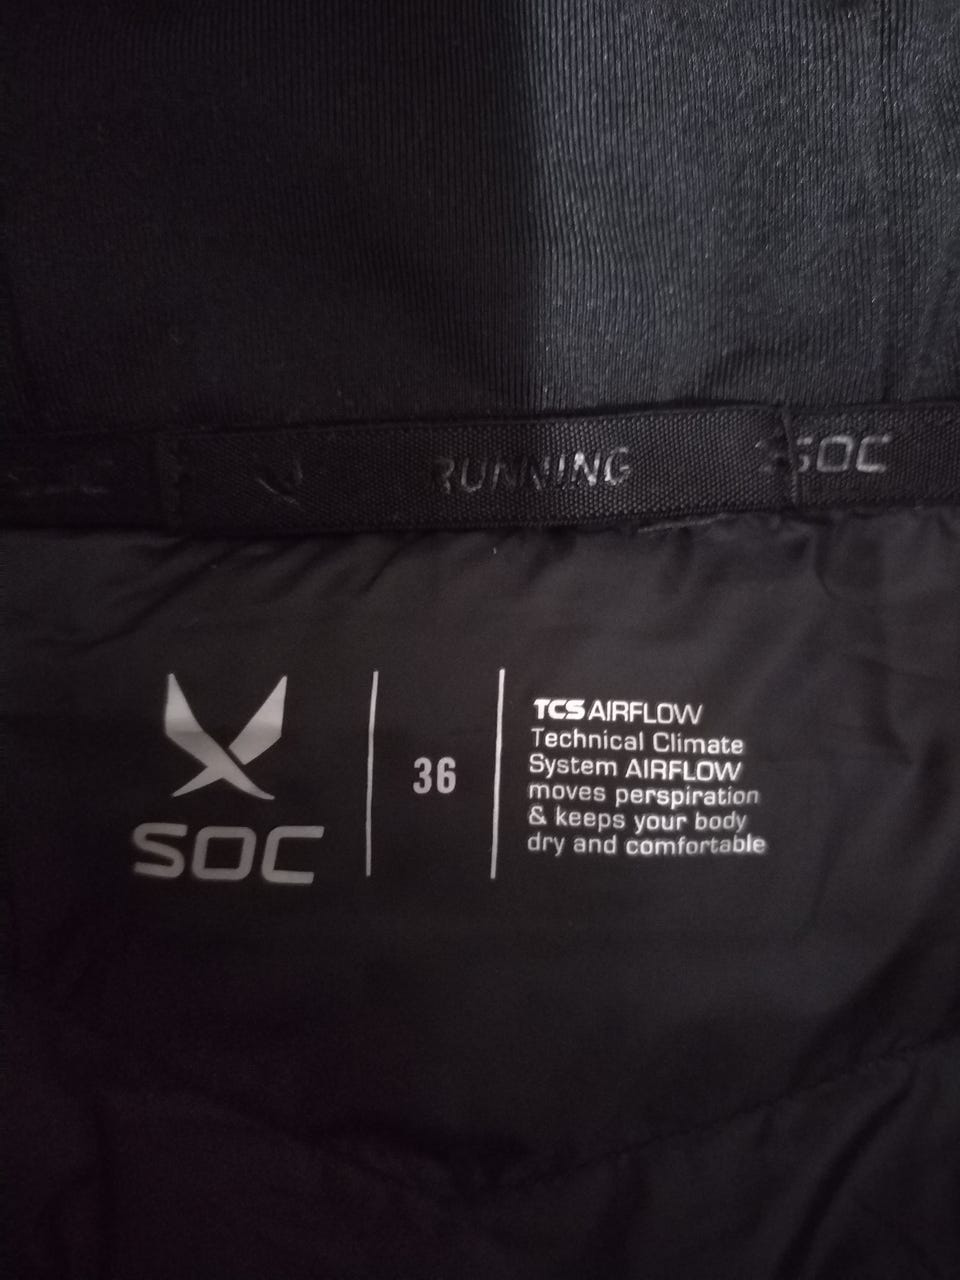 RUNNING
SOC
SOC
36
TCS AIRFLOW
Technical Climate
System AIRFLOW
moves perspiration
& keeps your body
dry and comfortable